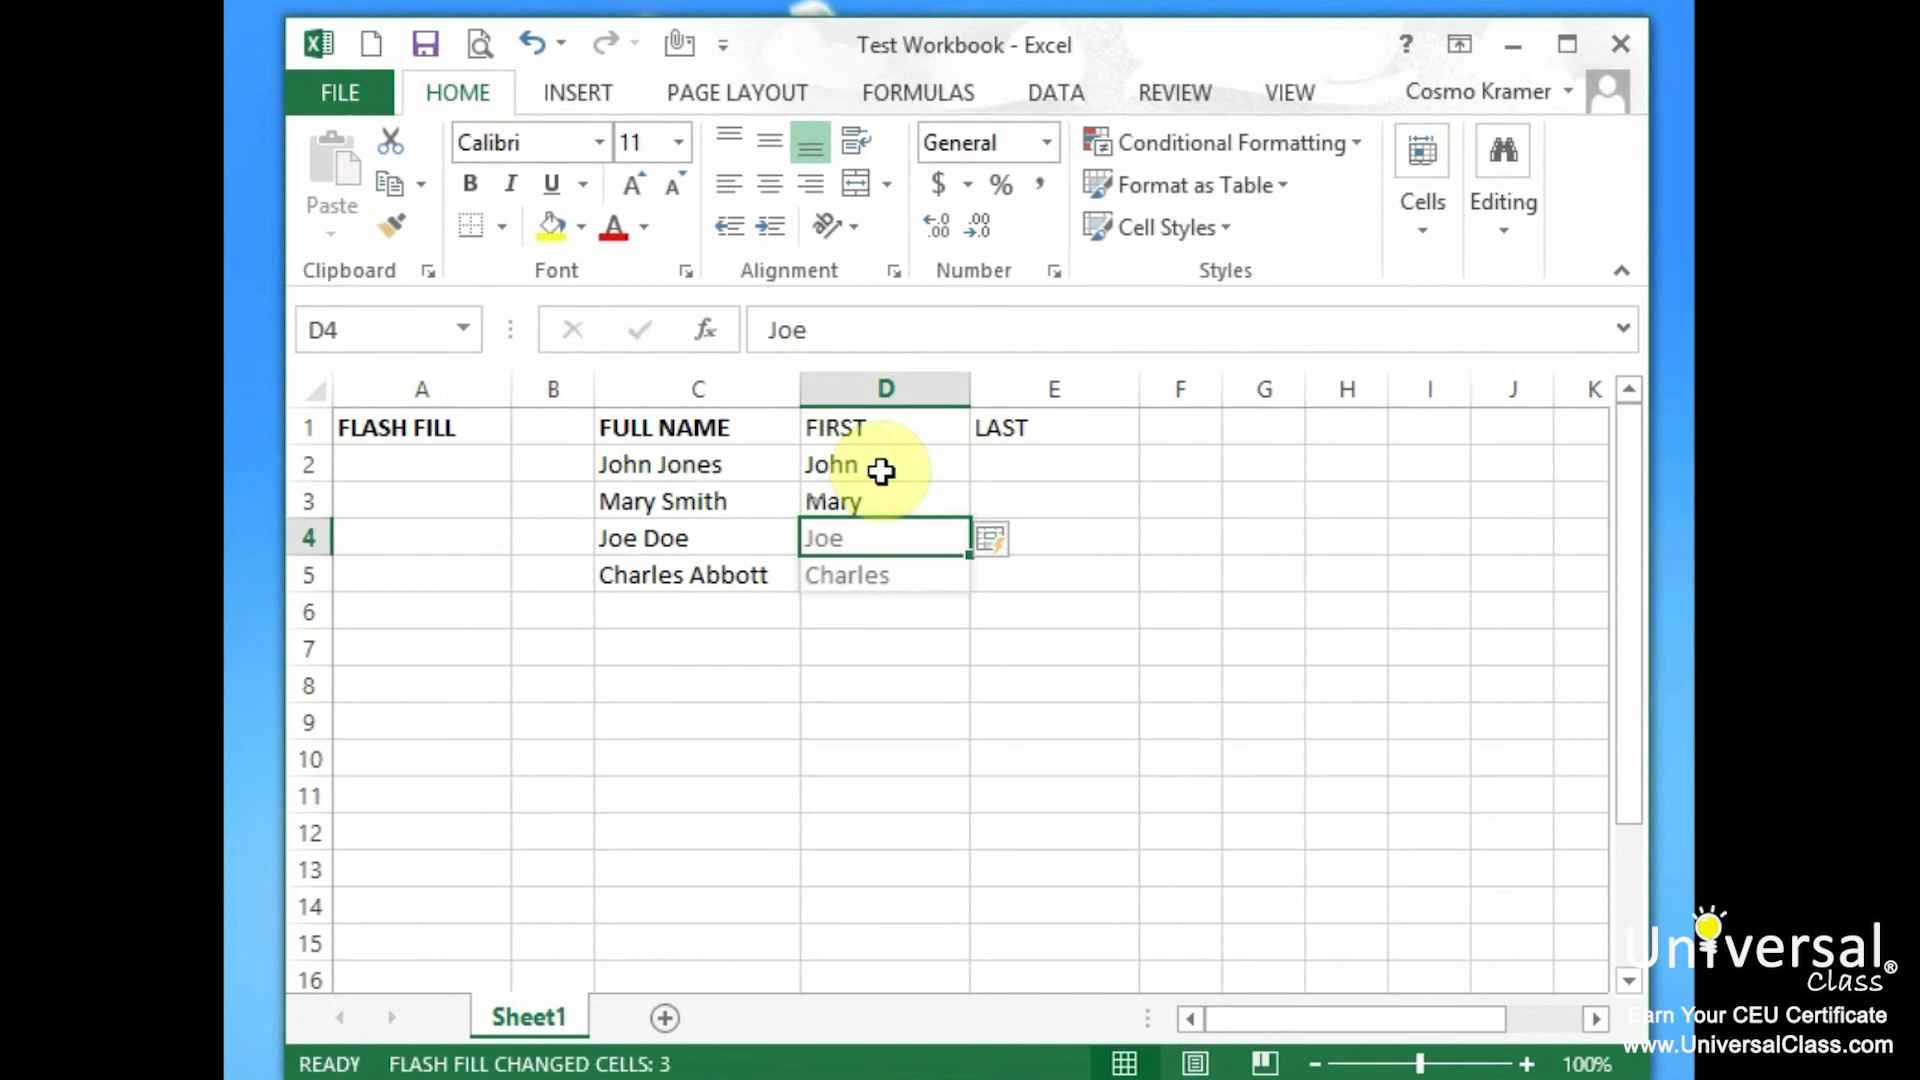 Test Workbook - Excel
?
FILE HOME INSERT PAGE LAYOUT FORMULAS DATA REVIEW VIEW Cosmo Kramer
Calibri 11 General Conditional Formatting
Paste B I U A A $ % , Format as Table Cells Editing
A .00 .00 Cell Styles
Clipboard Font Alignment Number Styles
D4 fx Joe
A B C D E F G H I J K
1 FLASH FILL FULL NAME FIRST LAST
2 John Jones John
3 Mary Smith Mary
4 Joe Doe Joe
5 Charles Abbott Charles
6
7
8
9
10
11
12
13
14
15
16
Sheet1
READY FLASH FILL CHANGED CELLS: 3 100%
Universal®
Class
Earn Your CEU Certificate
www.UniversalClass.com